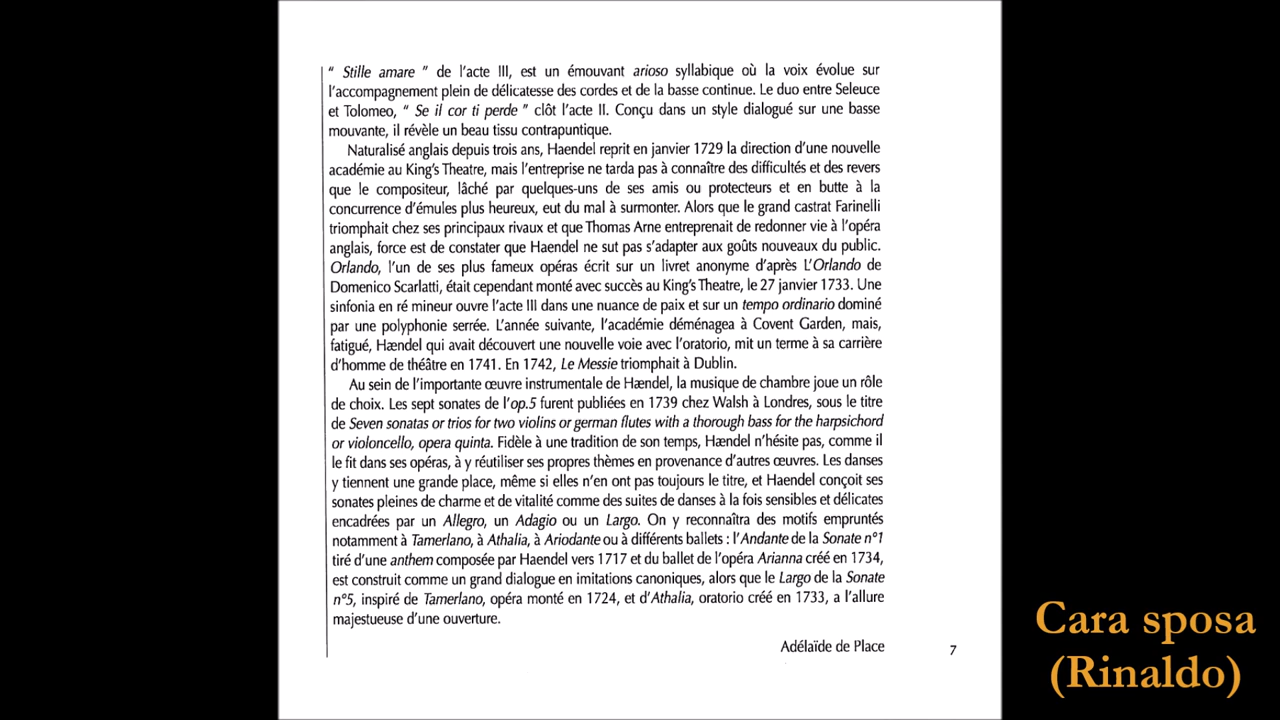 “ Stille amare ” de l’acte III, est un émouvant arioso syllabique où la voix évolue sur
l’accompagnement plein de délicatesse des cordes et de la basse continue. Le duo entre Seleuce
et Tolomeo, “ Se il cor ti perde ” clôt l’acte II. Conçu dans un style dialogué sur une basse
mouvante, il révèle un beau tissu contrapuntique.
Naturalisé anglais depuis trois ans, Haendel reprit en janvier 1729 la direction d’une nouvelle
académie au King’s Theatre, mais l’entreprise ne tarda pas à connaître des difficultés et des revers
que le compositeur, lâché par quelques-uns de ses amis ou protecteurs et en butte à la
concurrence d’émules plus heureux, eut du mal à surmonter. Alors que le grand castrat Farinelli
triomphait chez ses principaux rivaux et que Thomas Arne entreprenait de redonner vie à l’opéra
anglais, force est de constater que Haendel ne sut pas s’adapter aux goûts nouveaux du public.
Orlando, l’un de ses plus fameux opéras écrit sur un livret anonyme d’après L’Orlando de
Domenico Scarlatti, était cependant monté avec succès au King’s Theatre, le 27 janvier 1733. Une
sinfonia en ré mineur ouvre l’acte III dans une nuance de paix et sur un tempo ordinario dominé
par une polyphonie serrée. L’année suivante, l’académie déménagea à Covent Garden, mais,
fatigué, Hændel qui avait découvert une nouvelle voie avec l’oratorio, mit un terme à sa carrière
d’homme de théâtre en 1741. En 1742, Le Messie triomphait à Dublin.
Au sein de l’importante œuvre instrumentale de Hændel, la musique de chambre joue un rôle
de choix. Les sept sonates de l’op.5 furent publiées en 1739 chez Walsh à Londres, sous le titre
de Seven sonatas or trios for two violins or german flutes with a thorough bass for the harpsichord
or violoncello, opera quinta. Fidèle à une tradition de son temps, Hændel n’hésite pas, comme il
le fit dans ses opéras, à y réutiliser ses propres thèmes en provenance d’autres œuvres. Les danses
y tiennent une grande place, même si elles n’en ont pas toujours le titre, et Haendel conçoit ses
sonates pleines de charme et de vitalité comme des suites de danses à la fois sensibles et délicates
encadrées par un Allegro, un Adagio ou un Largo. On y reconnaîtra des motifs empruntés
notamment à Tamerlano, à Athalia, à Ariodante ou à différents ballets : l’Andante de la Sonate n°1
tiré d’une anthem composée par Haendel vers 1717 et du ballet de l’opéra Arianna créé en 1734,
est construit comme un grand dialogue en imitations canoniques, alors que le Largo de la Sonate
n°5, inspiré de Tamerlano, opéra monté en 1724, et d’Athalia, oratorio créé en 1733, a l’allure
majestueuse d’une ouverture.
Adélaïde de Place
7
Cara sposa
(Rinaldo)